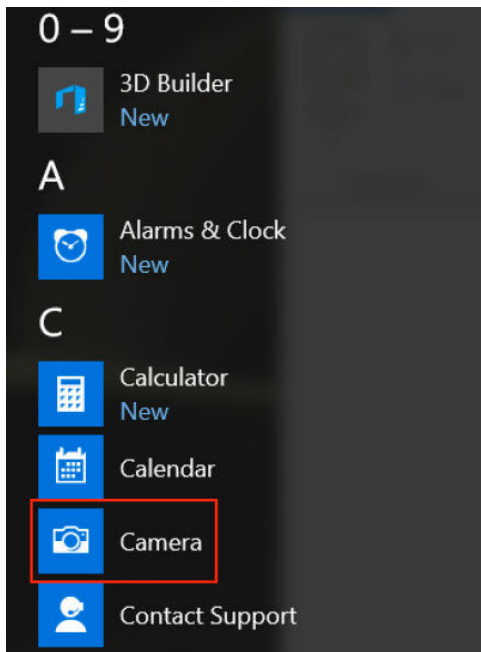 0 – 9
3D Builder
New
A
Alarms & Clock
New
C
Calculator
New
Calendar
Camera
Contact Support